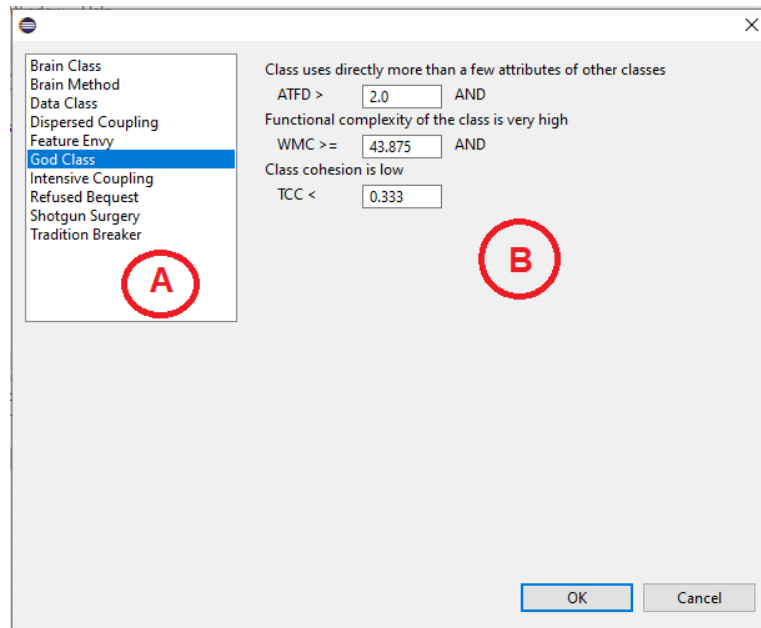 Brain Class
Brain Method
Data Class
Dispersed Coupling
Feature Envy
God Class
Intensive Coupling
Refused Bequest
Shotgun Surgery
Tradition Breaker
A
Class uses directly more than a few attributes of other classes
ATFD > 2.0 AND
Functional complexity of the class is very high
WMC >= 43.875 AND
Class cohesion is low
TCC < 0.333
B
OK Cancel